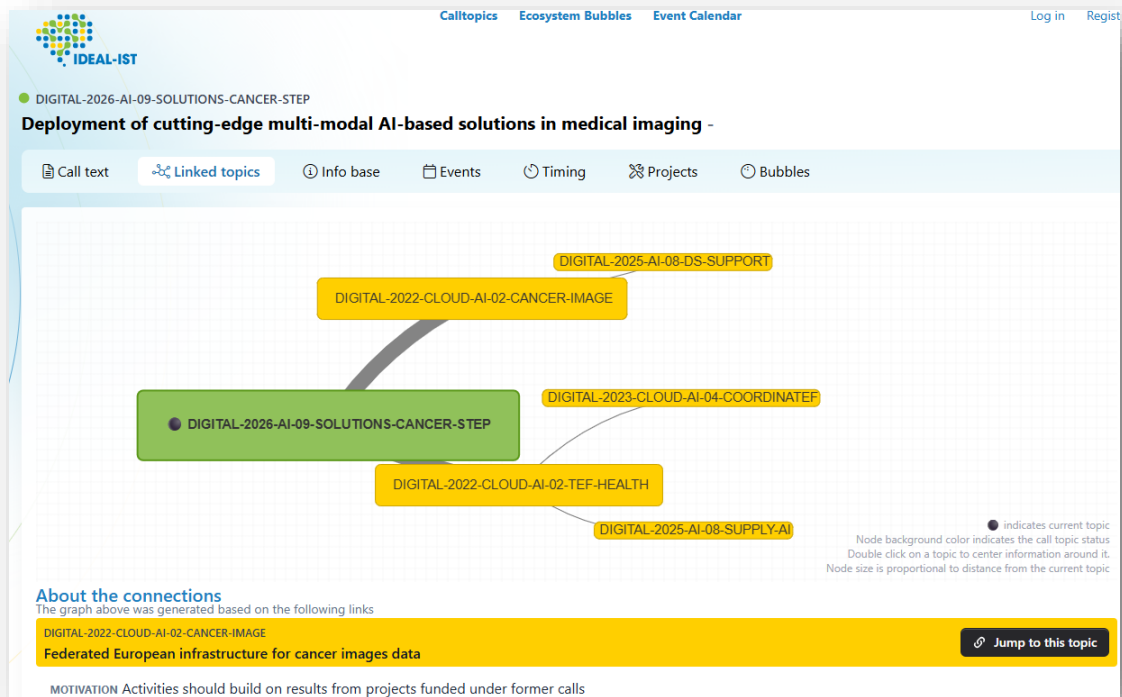 Calltopics Ecosystem Bubbles Event Calendar Log in Regist
IDEAL-IST
DIGITAL-2026-AI-09-SOLUTIONS-CANCER-STEP
Deployment of cutting-edge multi-modal AI-based solutions in medical imaging -
Call text Linked topics Info base Events Timing Projects Bubbles
DIGITAL-2025-AI-08-DS-SUPPORT
DIGITAL-2022-CLOUD-AI-02-CANCER-IMAGE
DIGITAL-2023-CLOUD-AI-04-COORDINATEF
DIGITAL-2026-AI-09-SOLUTIONS-CANCER-STEP
DIGITAL-2022-CLOUD-AI-02-TEF-HEALTH
DIGITAL-2025-AI-08-SUPPLY-AI
indicates current topic
Node background color indicates the call topic status
Double click on a topic to center information around it.
Node size is proportional to distance from the current topic
About the connections
The graph above was generated based on the following links
DIGITAL-2022-CLOUD-AI-02-CANCER-IMAGE
Federated European infrastructure for cancer images data
Jump to this topic
MOTIVATION Activities should build on results from projects funded under former calls